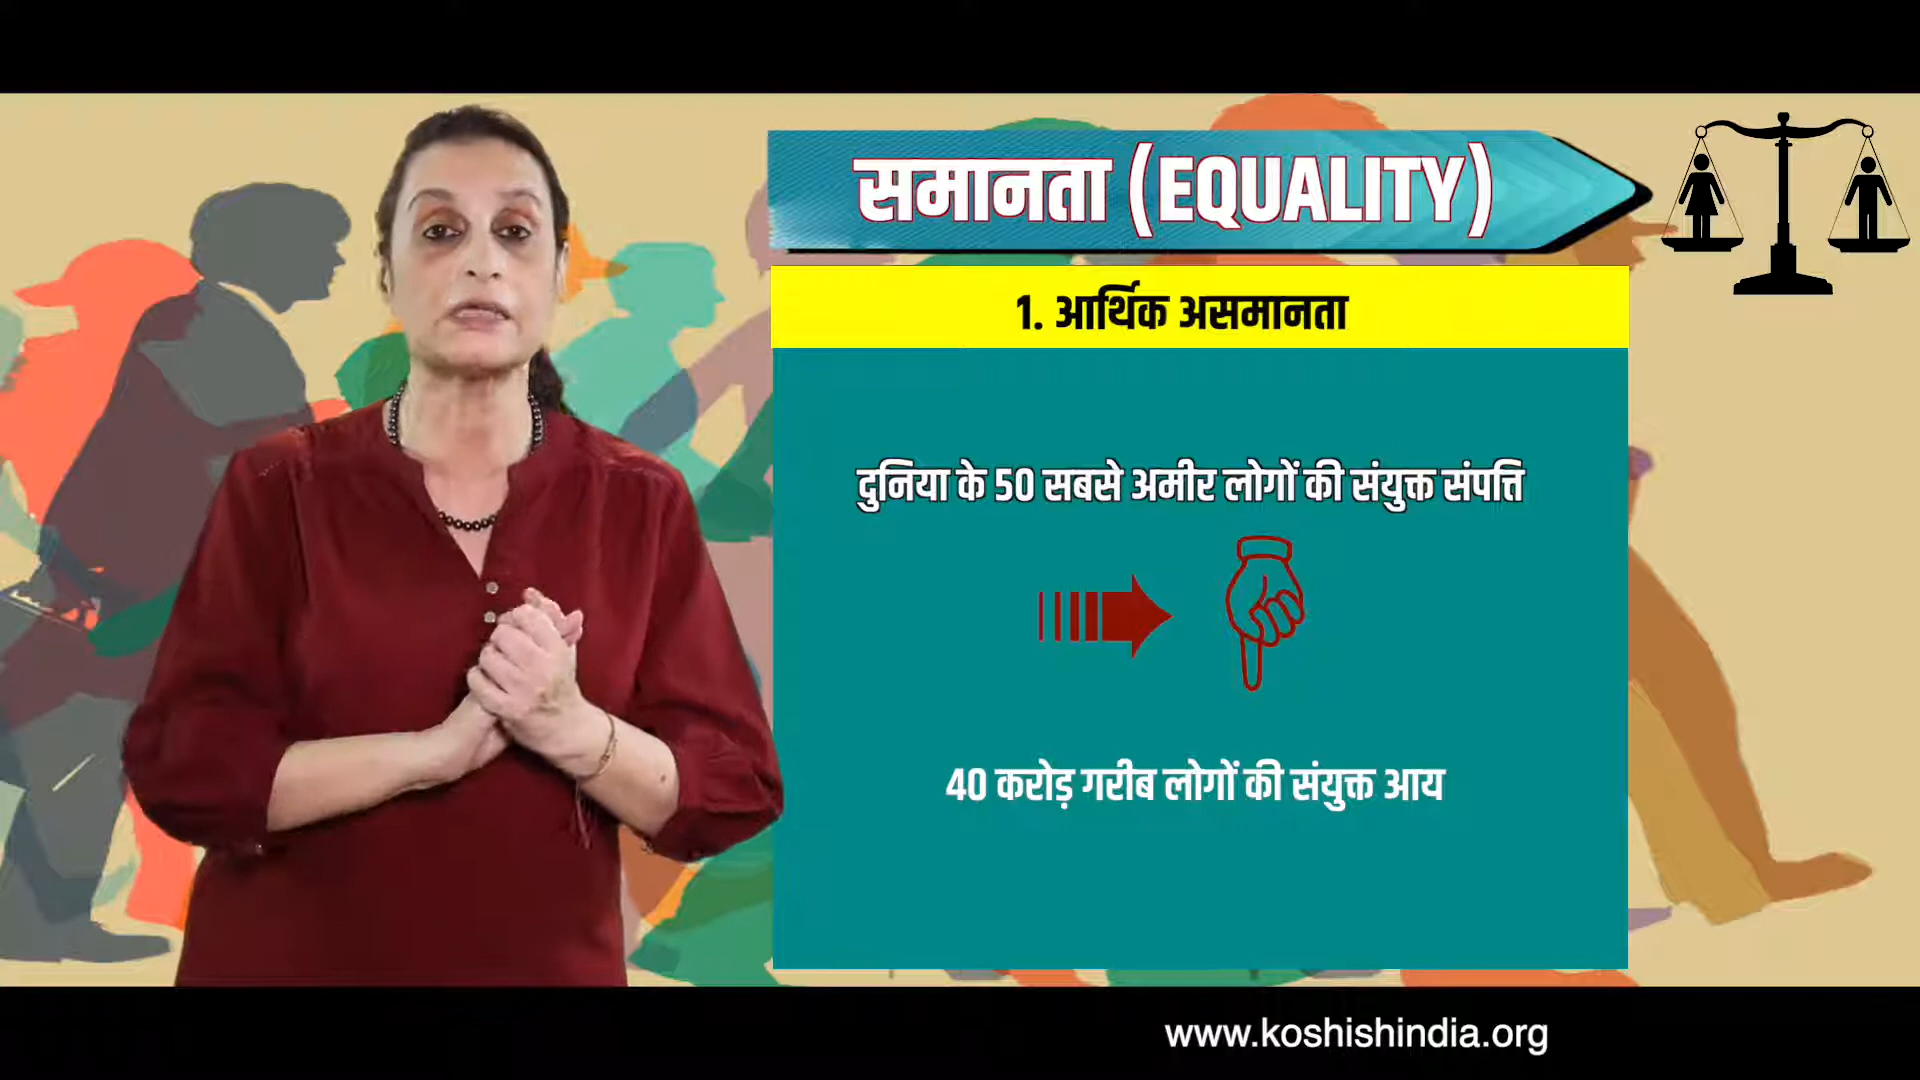 समानता (EQUALITY)
1. आर्थिक असमानता
दुनिया के 50 सबसे अमीर लोगों की संयुक्त संपत्ति
40 करोड़ गरीब लोगों की संयुक्त आय
www.koshishindia.org